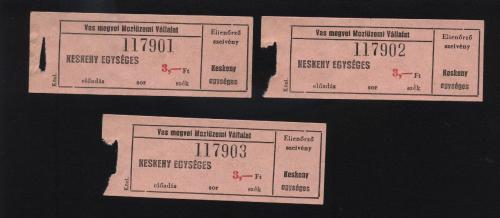 Vas megyei Moziüzemi Vállalat
117901
KESKENY EGYSÉGES
3,—Ft
előadás sor szék
Ellenőrző
szelvény
Keskeny
egységes
Vas megyei Moziüzemi Vállalat
117902
KESKENY EGYSÉGES
3,—Ft
előadás sor szék
Ellenőrző
szelvény
Keskeny
egységes
Vas megyei Moziüzemi Vállalat
117903
KESKENY EGYSÉGES
3,—Ft
előadás sor szék
Ellenőrző
szelvény
Keskeny
egységes